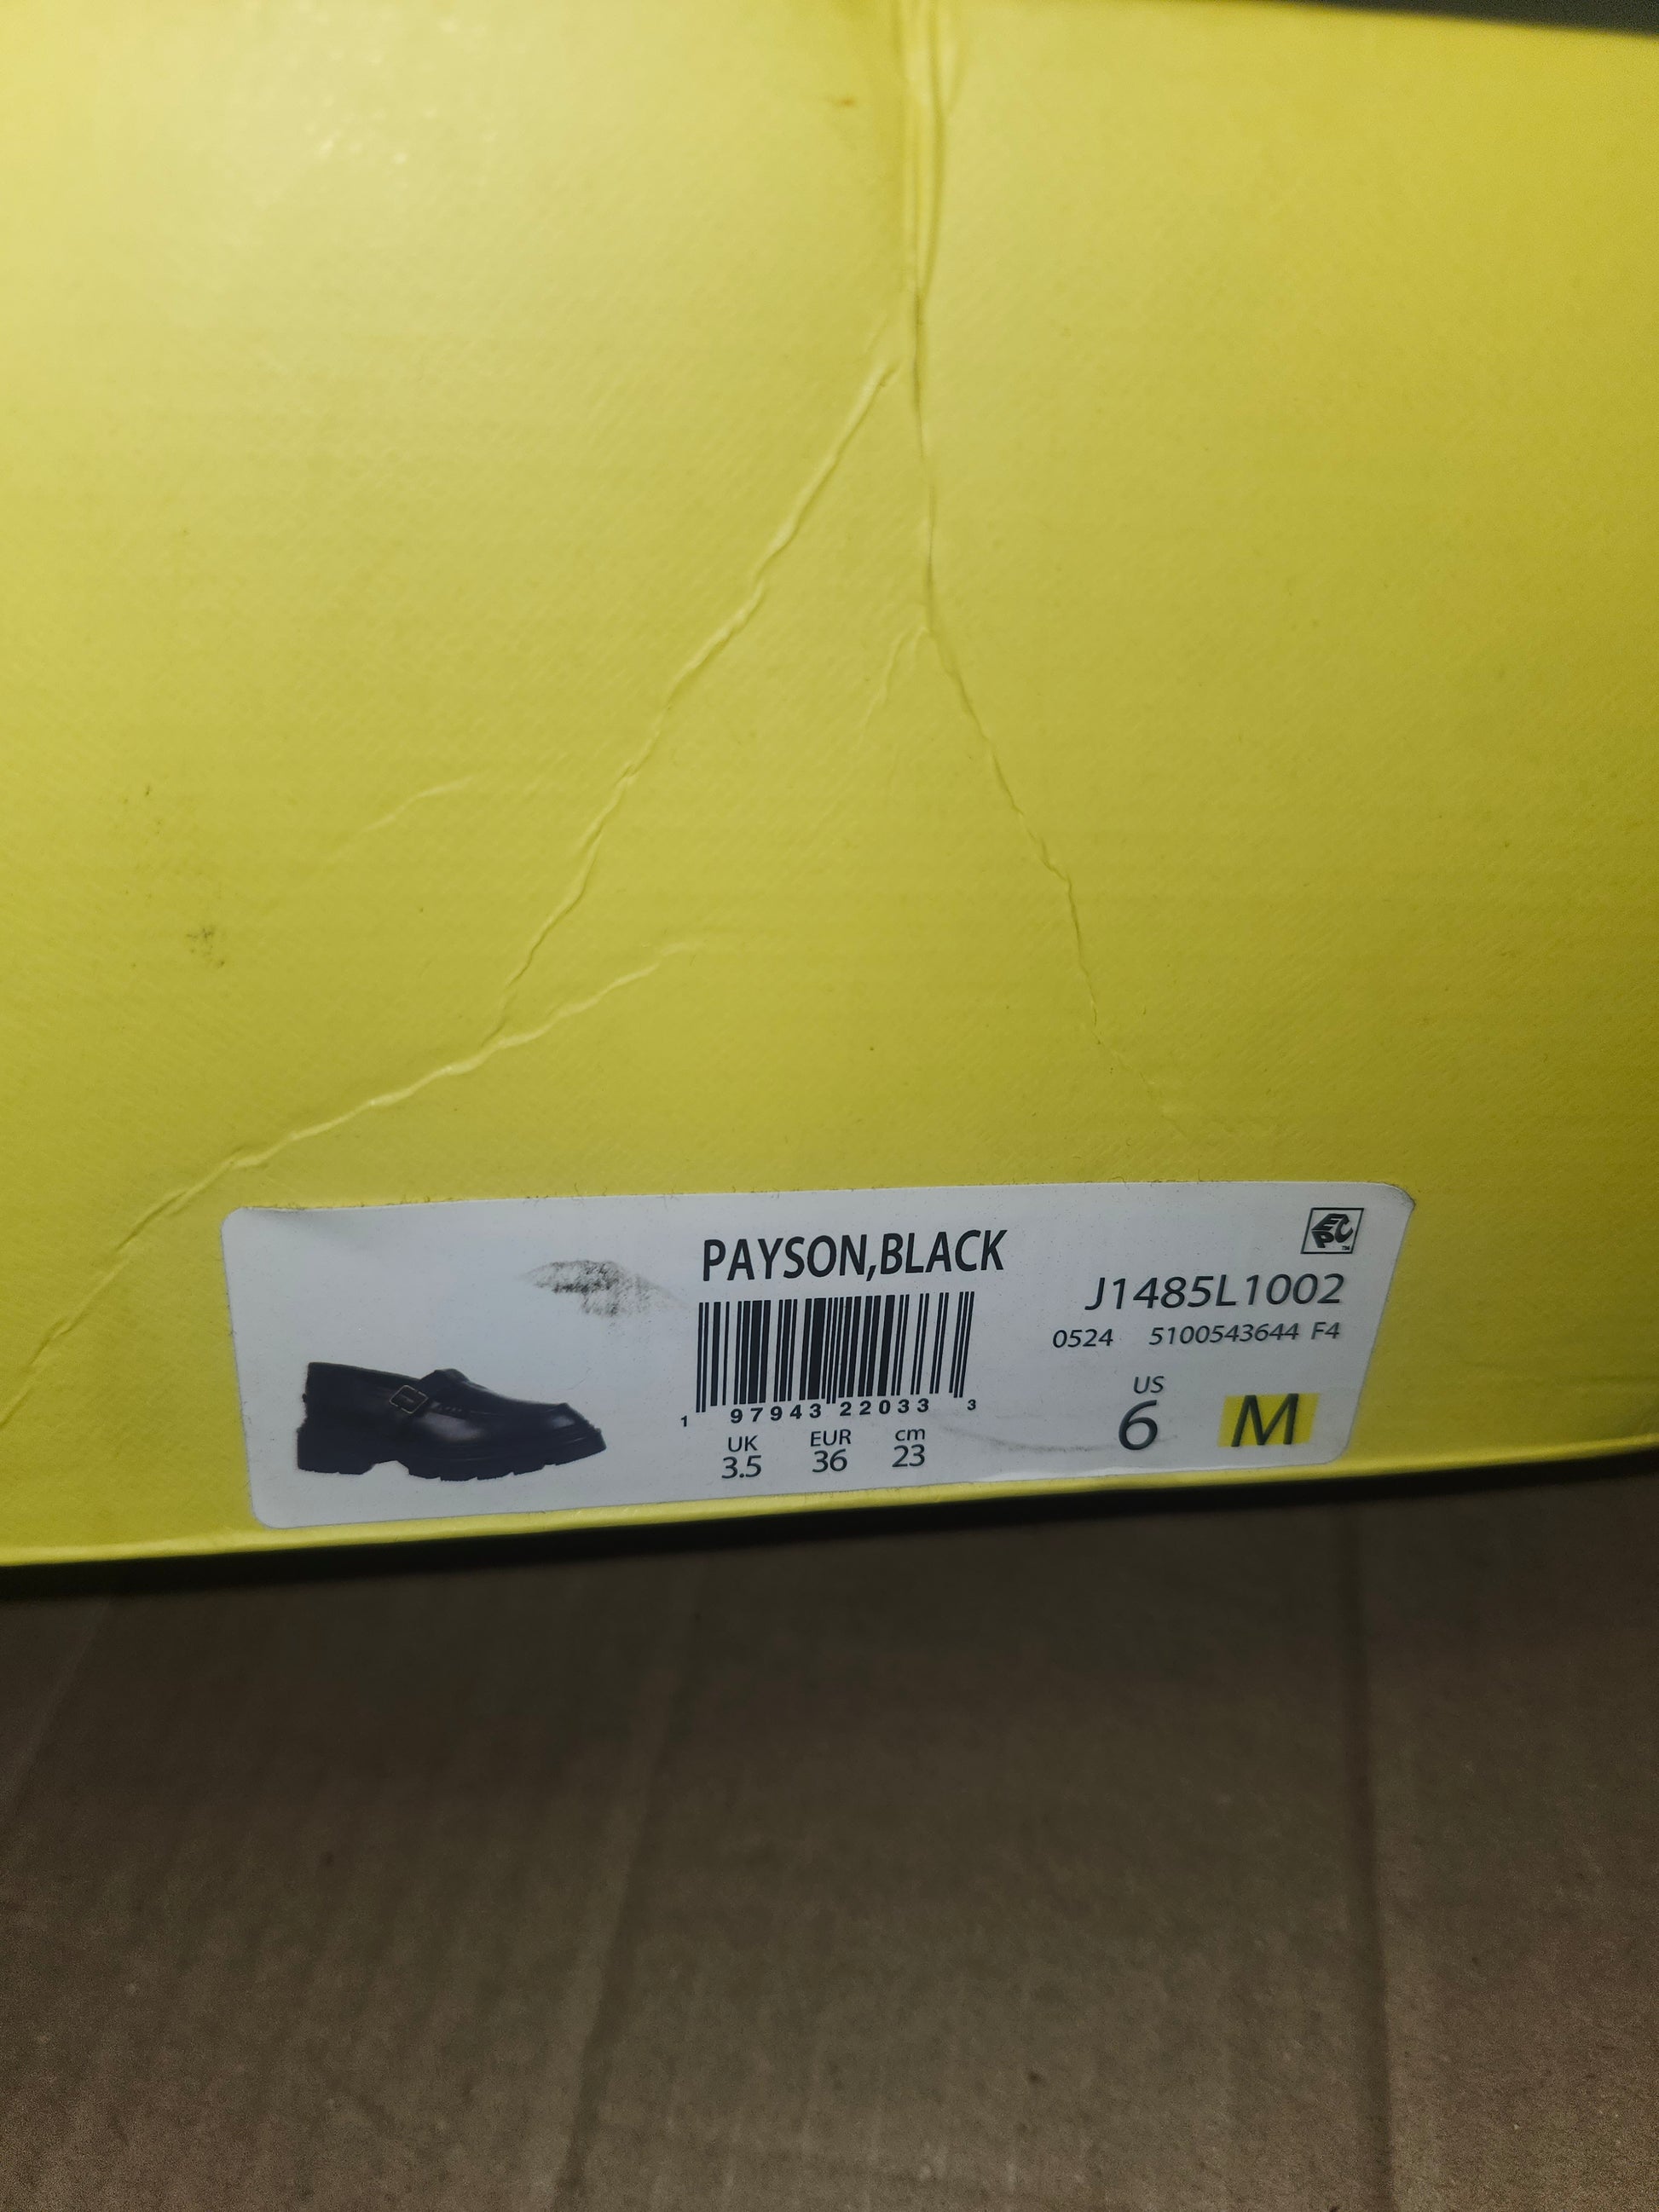 PAYSON,BLACK
J1485L1002
0524 5100543644 F4
1 97943 22033 3
UK EUR cm
3.5 36 23
US
6 M